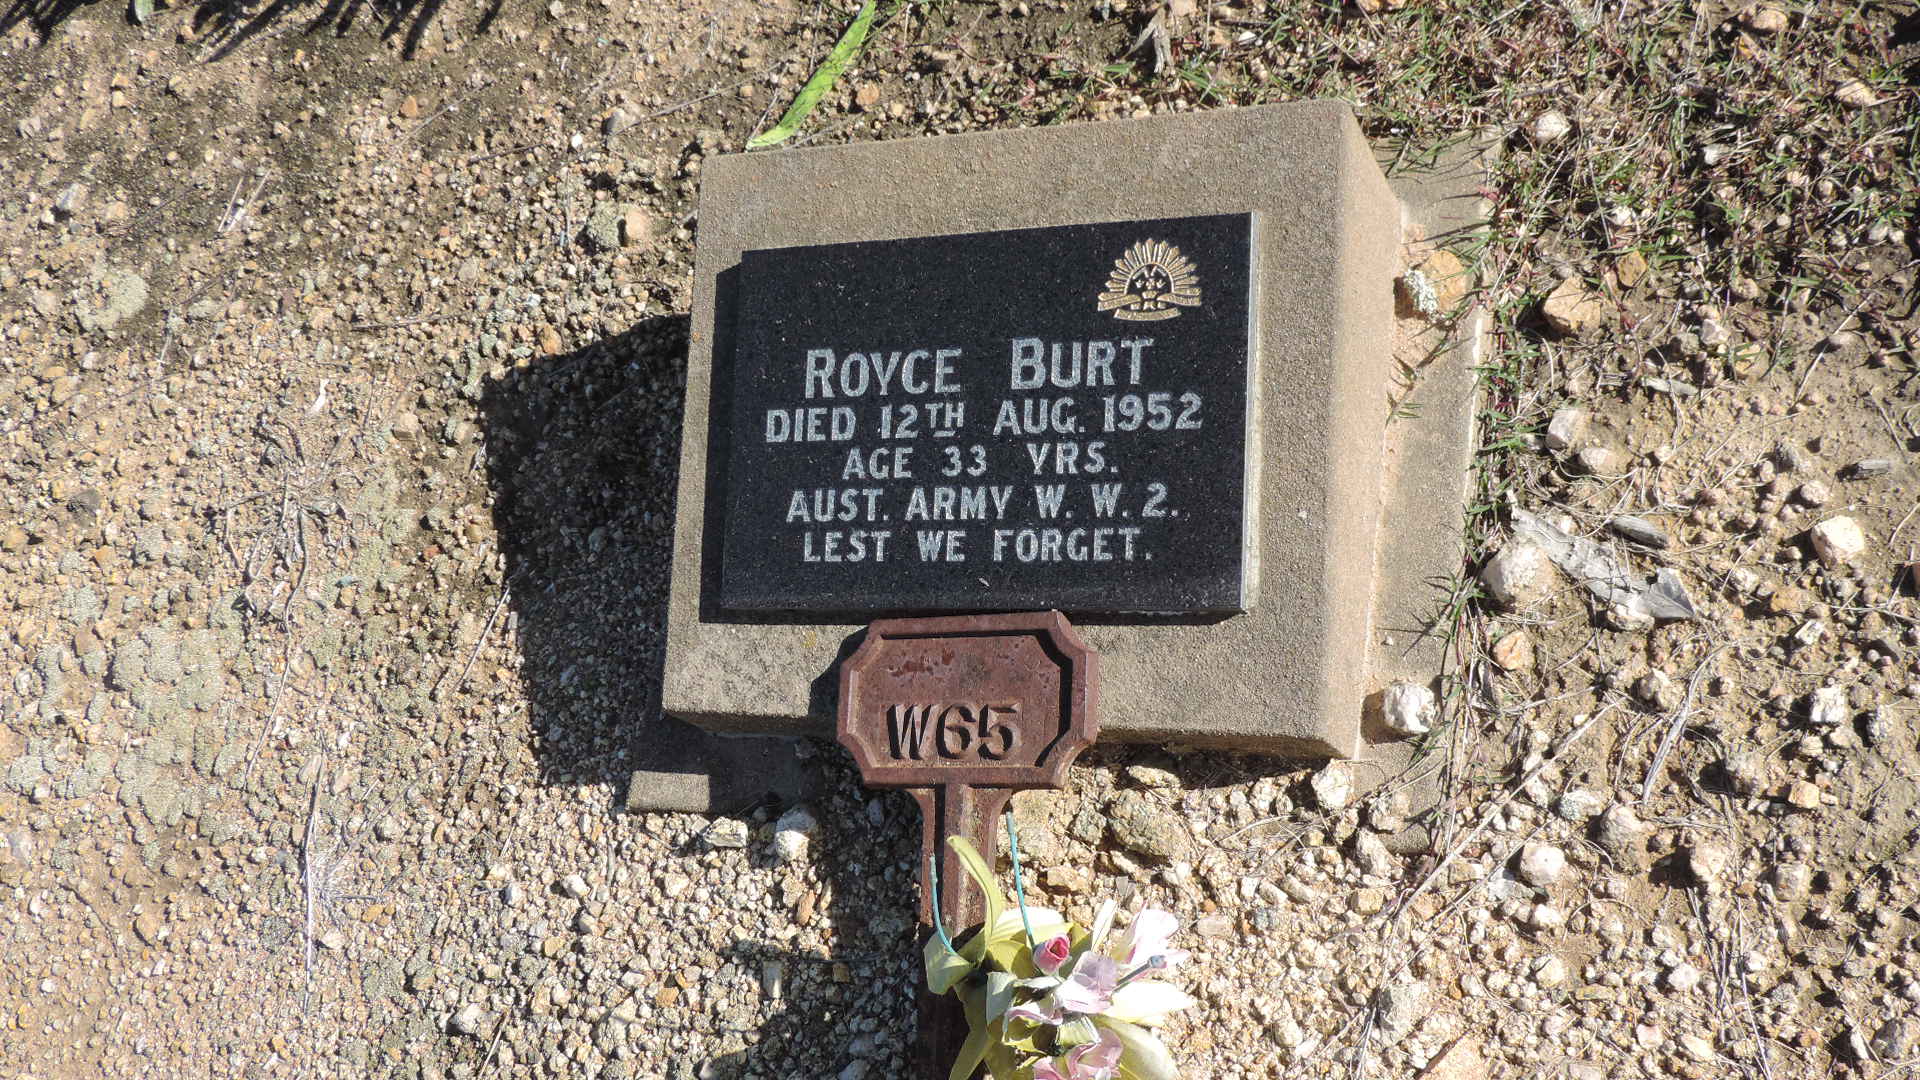 ROYCE BURT
DIED 12TH AUG. 1952
AGE 33 YRS.
AUST. ARMY W. W. 2.
LEST WE FORGET.
W65